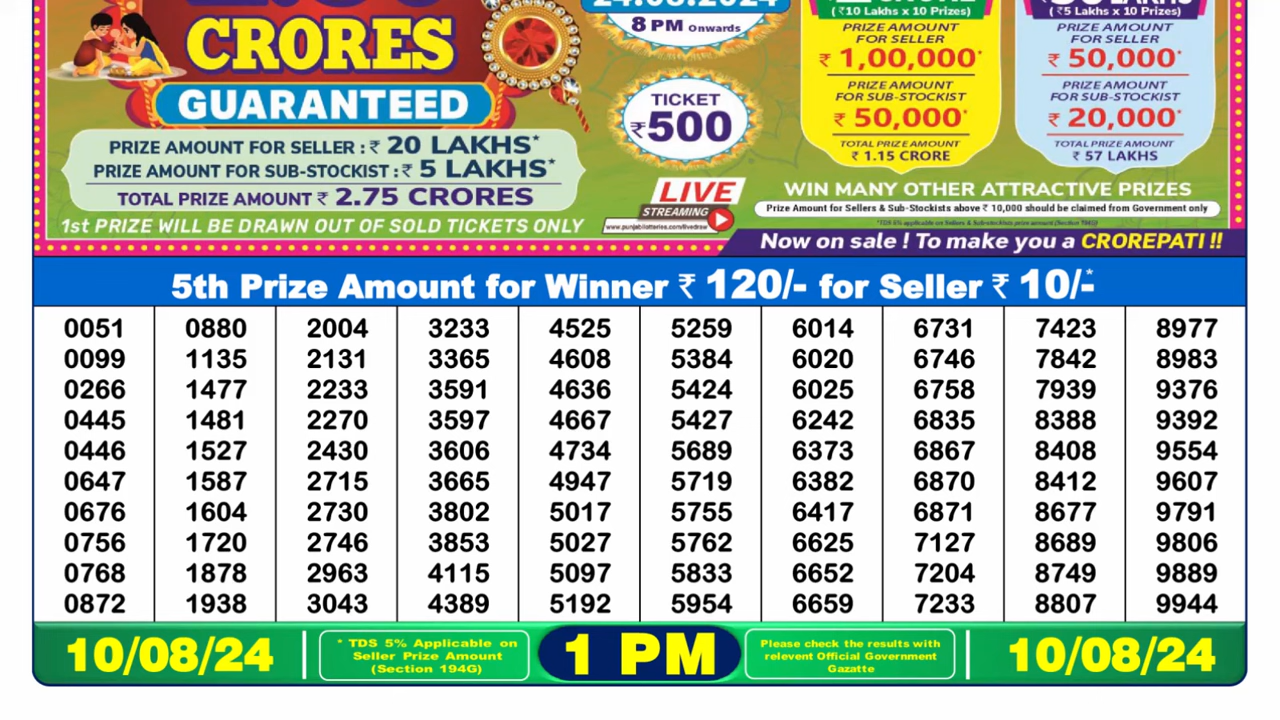 CRORES
GUARANTEED
PRIZE AMOUNT FOR SELLER : ₹ 20 LAKHS*
PRIZE AMOUNT FOR SUB-STOCKIST : ₹ 5 LAKHS*
TOTAL PRIZE AMOUNT ₹ 2.75 CRORES
1st PRIZE WILL BE DRAWN OUT OF SOLD TICKETS ONLY
24.08.2024
8 PM Onwards
TICKET
₹500
LIVE
STREAMING
www.punjablotteries.com/livedraw
(₹10 Lakhs x 10 Prizes)
PRIZE AMOUNT
FOR SELLER
₹ 1,00,000*
PRIZE AMOUNT
FOR SUB-STOCKIST
₹ 50,000*
TOTAL PRIZE AMOUNT
₹ 1.15 CRORE
(₹5 Lakhs x 10 Prizes)
PRIZE AMOUNT
FOR SELLER
₹ 50,000*
PRIZE AMOUNT
FOR SUB-STOCKIST
₹ 20,000*
TOTAL PRIZE AMOUNT
₹ 57 LAKHS
WIN MANY OTHER ATTRACTIVE PRIZES
Prize Amount for Sellers & Sub-Stockists above ₹ 10,000 should be claimed from Government only
Now on sale ! To make you a CROREPATI !!
5th Prize Amount for Winner ₹ 120/- for Seller ₹ 10/-*
0051 0880 2004 3233 4525 5259 6014 6731 7423 8977
0099 1135 2131 3365 4608 5384 6020 6746 7842 8983
0266 1477 2233 3591 4636 5424 6025 6758 7939 9376
0445 1481 2270 3597 4667 5427 6242 6835 8388 9392
0446 1527 2430 3606 4734 5689 6373 6867 8408 9554
0647 1587 2715 3665 4947 5719 6382 6870 8412 9607
0676 1604 2730 3802 5017 5755 6417 6871 8677 9791
0756 1720 2746 3853 5027 5762 6625 7127 8689 9806
0768 1878 2963 4115 5097 5833 6652 7204 8749 9889
0872 1938 3043 4389 5192 5954 6659 7233 8807 9944
10/08/24
* TDS 5% Applicable on
Seller Prize Amount
(Section 194G)
1 PM
Please check the results with
relevent Official Government
Gazatte
10/08/24